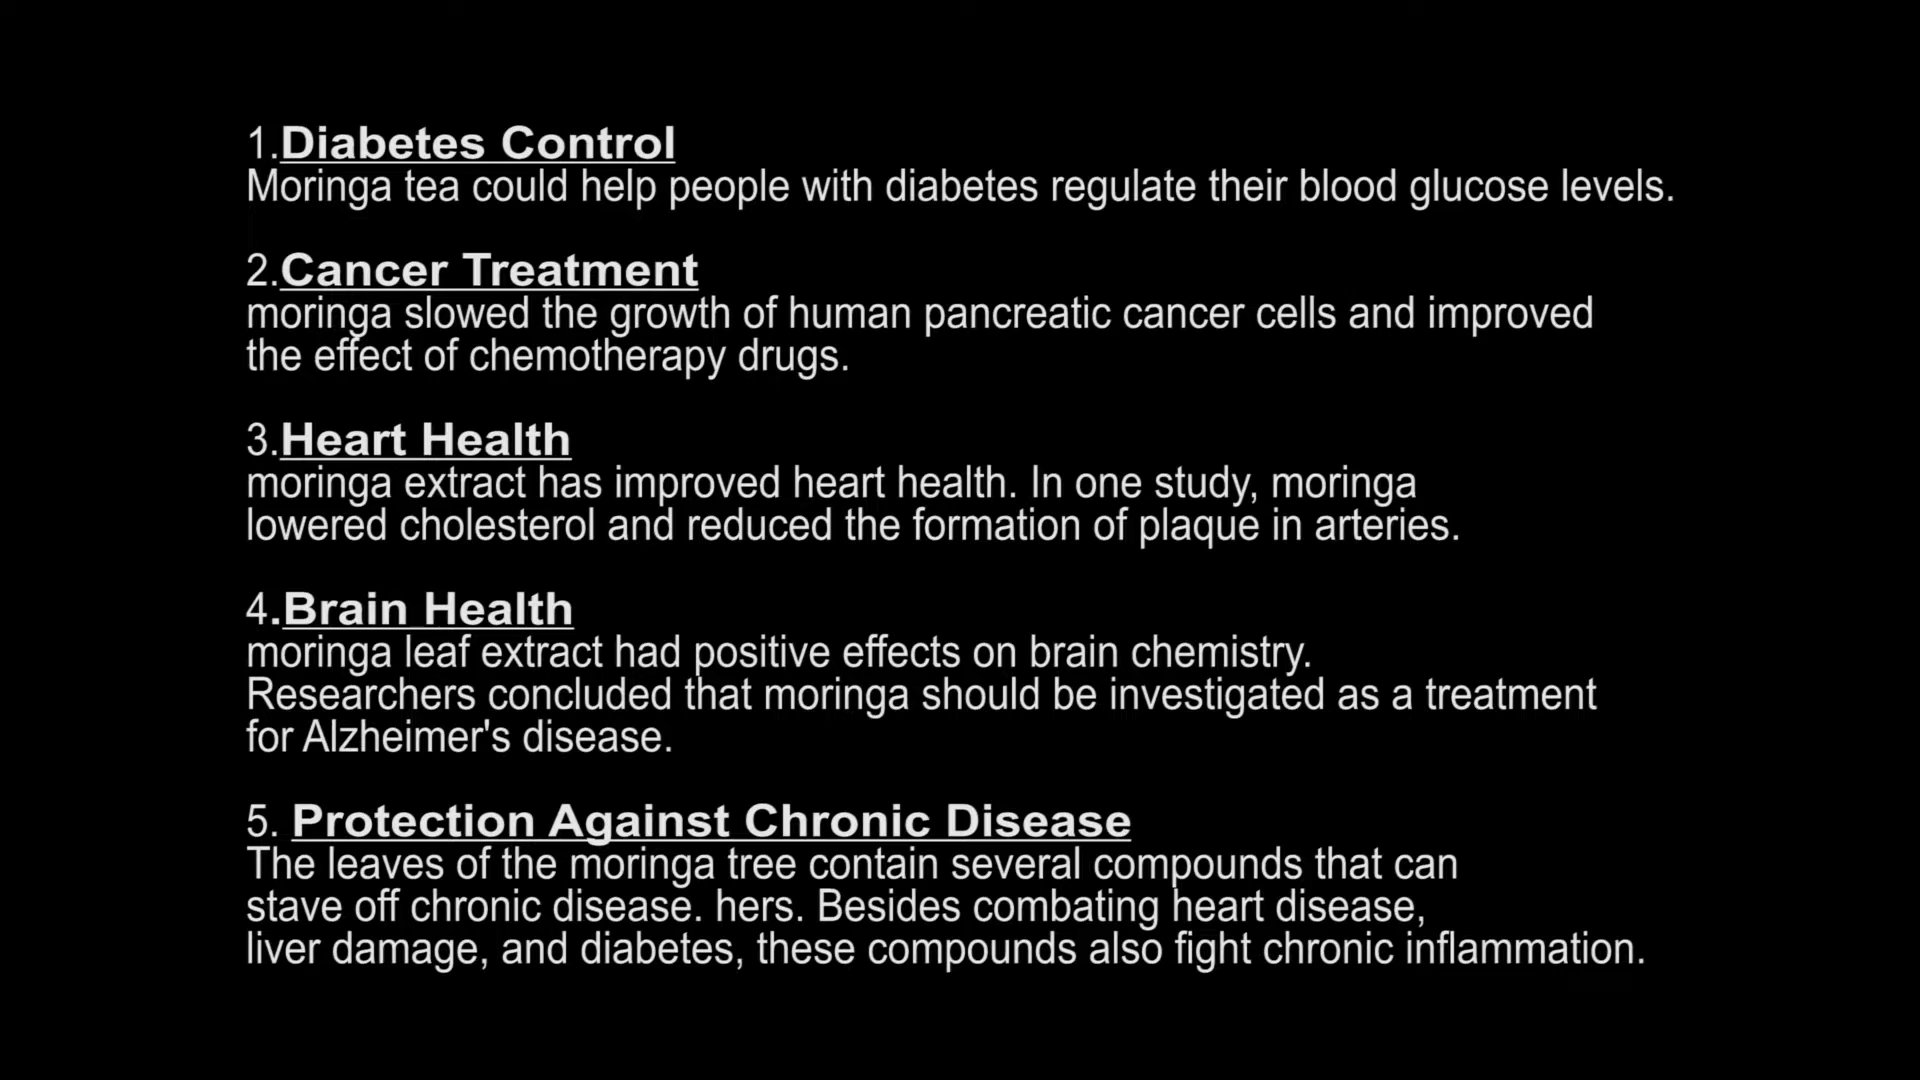 1.Diabetes Control
Moringa tea could help people with diabetes regulate their blood glucose levels.
2.Cancer Treatment
moringa slowed the growth of human pancreatic cancer cells and improved
the effect of chemotherapy drugs.
3.Heart Health
moringa extract has improved heart health. In one study, moringa
lowered cholesterol and reduced the formation of plaque in arteries.
4.Brain Health
moringa leaf extract had positive effects on brain chemistry.
Researchers concluded that moringa should be investigated as a treatment
for Alzheimer's disease.
5. Protection Against Chronic Disease
The leaves of the moringa tree contain several compounds that can
stave off chronic disease. hers. Besides combating heart disease,
liver damage, and diabetes, these compounds also fight chronic inflammation.